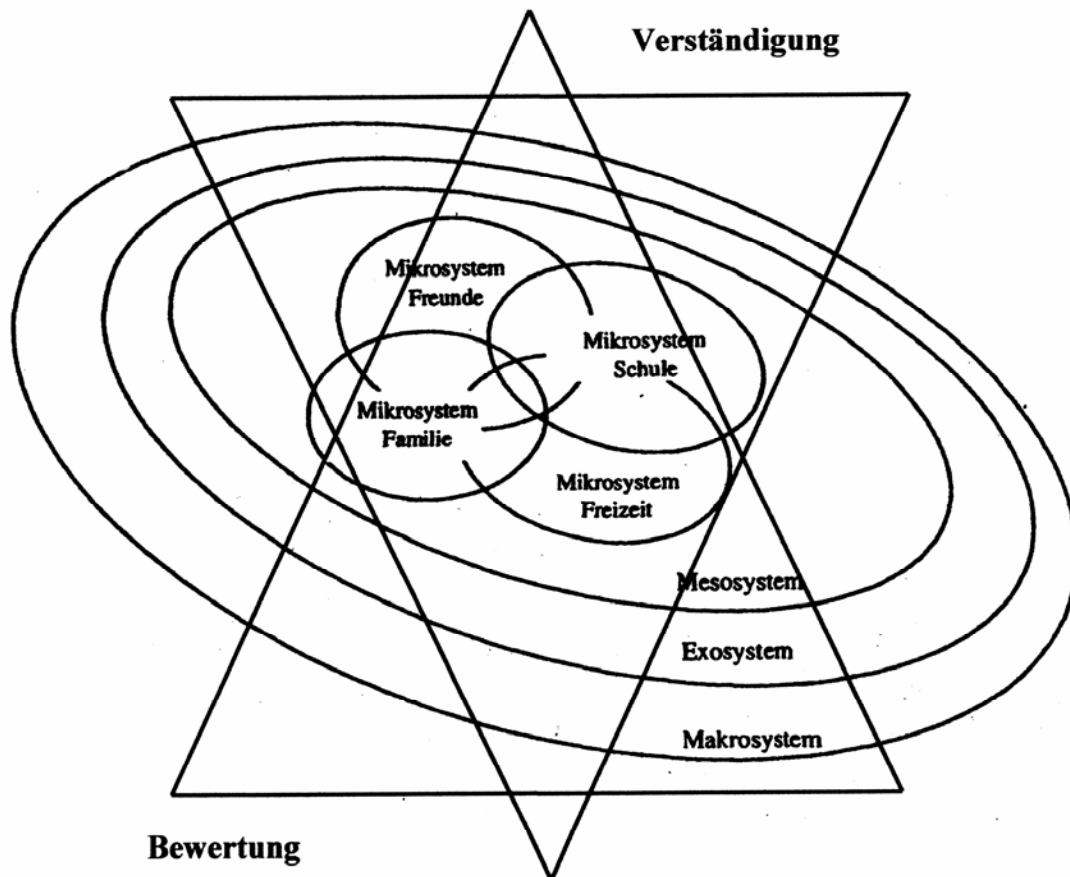 Verständigung
Mikrosystem
Freunde
Mikrosystem
Schule
Mikrosystem
Familie
Mikrosystem
Freizeit
Mesosystem
Exosystem
Makrosystem
Bewertung